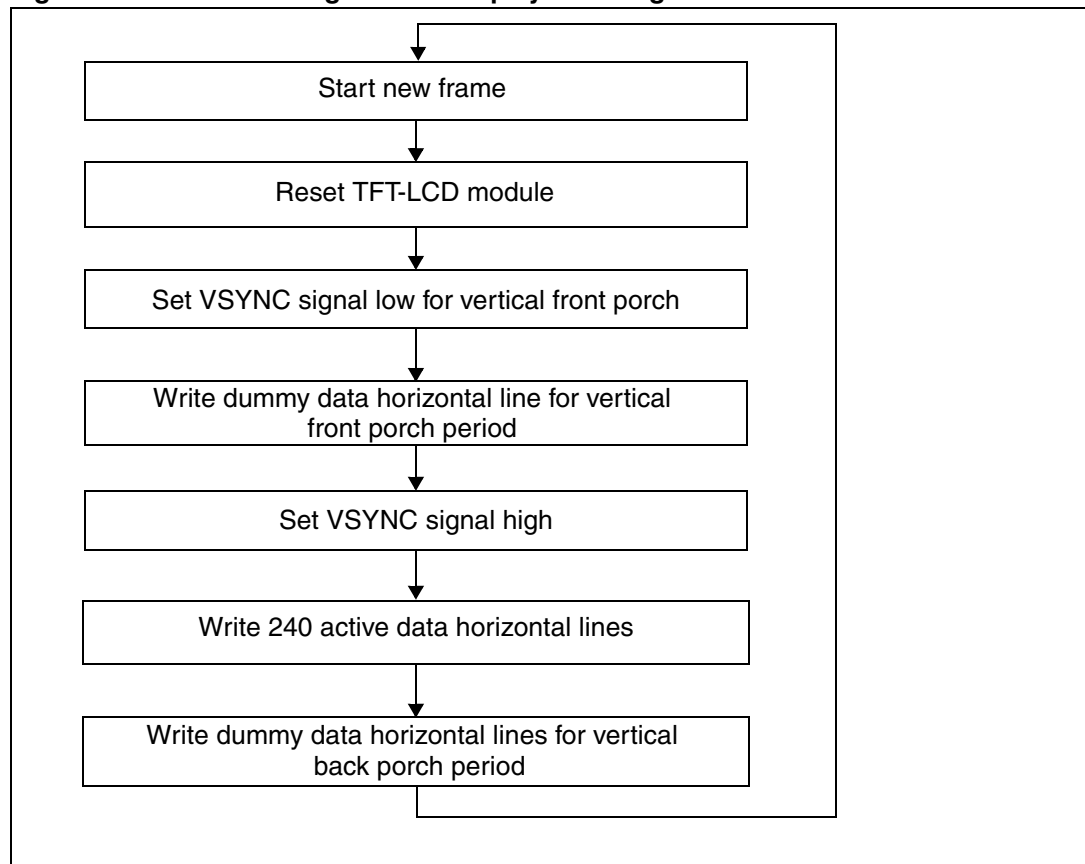 Start new frame
Reset TFT-LCD module
Set VSYNC signal low for vertical front porch
Write dummy data horizontal line for vertical
front porch period
Set VSYNC signal high
Write 240 active data horizontal lines
Write dummy data horizontal lines for vertical
back porch period